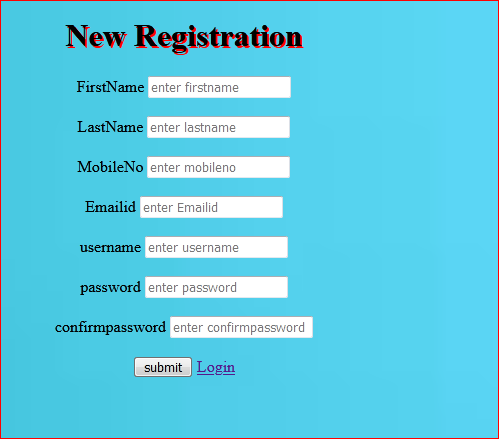 New Registration
FirstName enter firstname
LastName enter lastname
MobileNo enter mobileno
Emailid enter Emailid
username enter username
password enter password
confirmpassword enter confirmpassword
submit Login